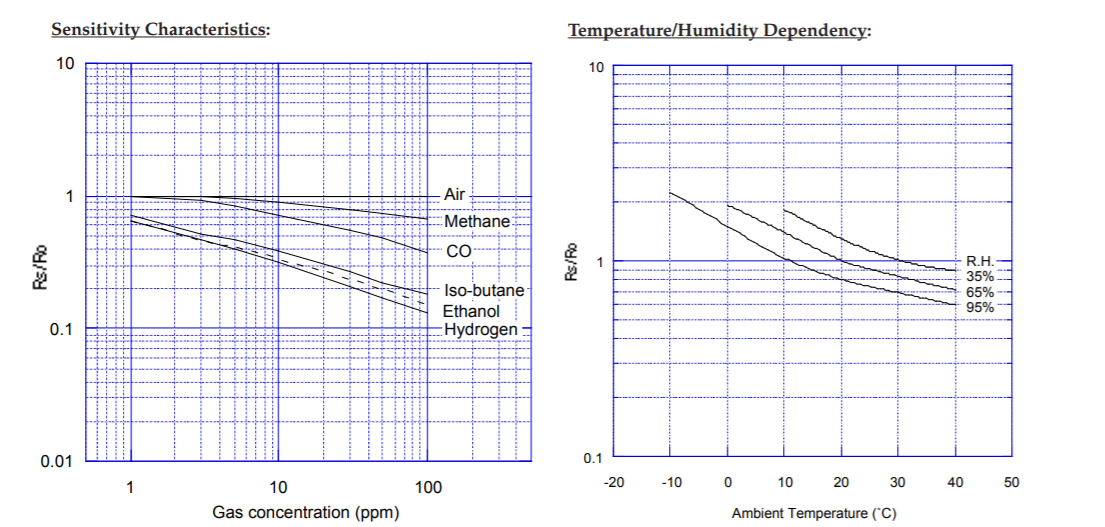 Sensitivity Characteristics:
10
1
0.1
0.01
Rs/Ro
Air
Methane
CO
Iso-butane
Ethanol
Hydrogen
1 10 100
Gas concentration (ppm)
Temperature/Humidity Dependency:
10
1
0.1
Rs/Ro
R.H.
35%
65%
95%
-20 -10 0 10 20 30 40 50
Ambient Temperature (˚C)